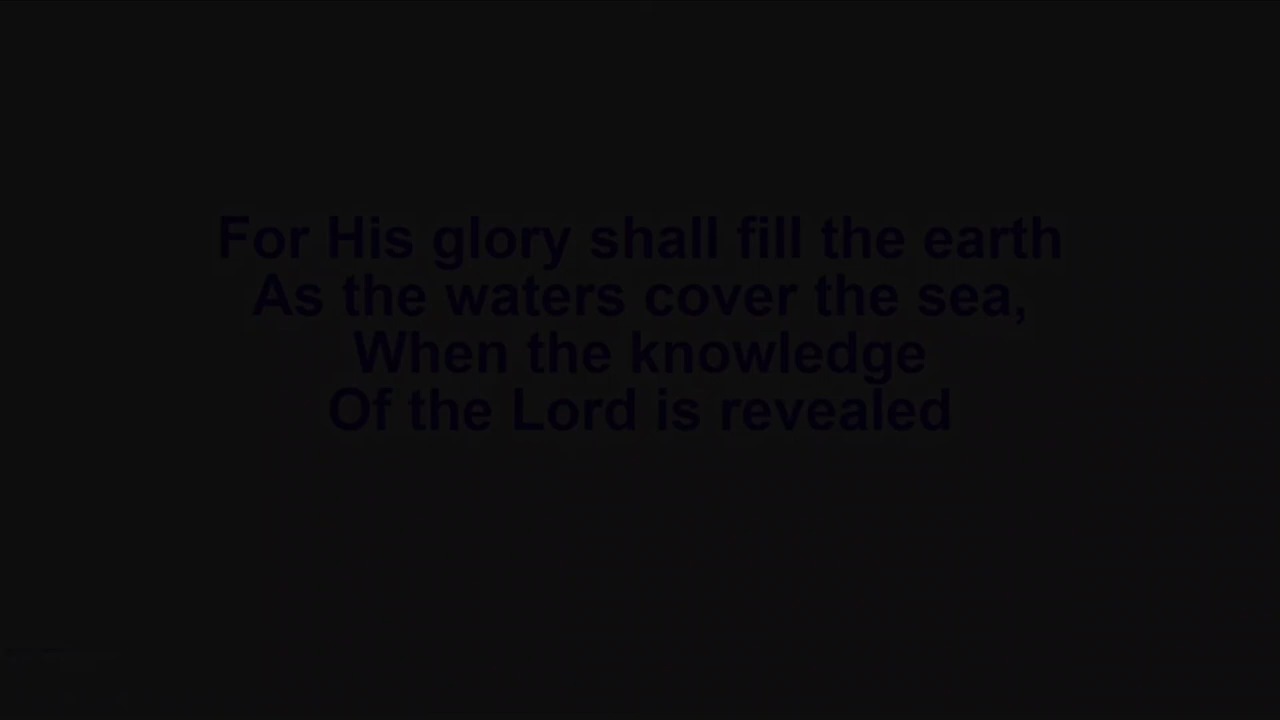 For His glory shall fill the earth
As the waters cover the sea,
When the knowledge
Of the Lord is revealed